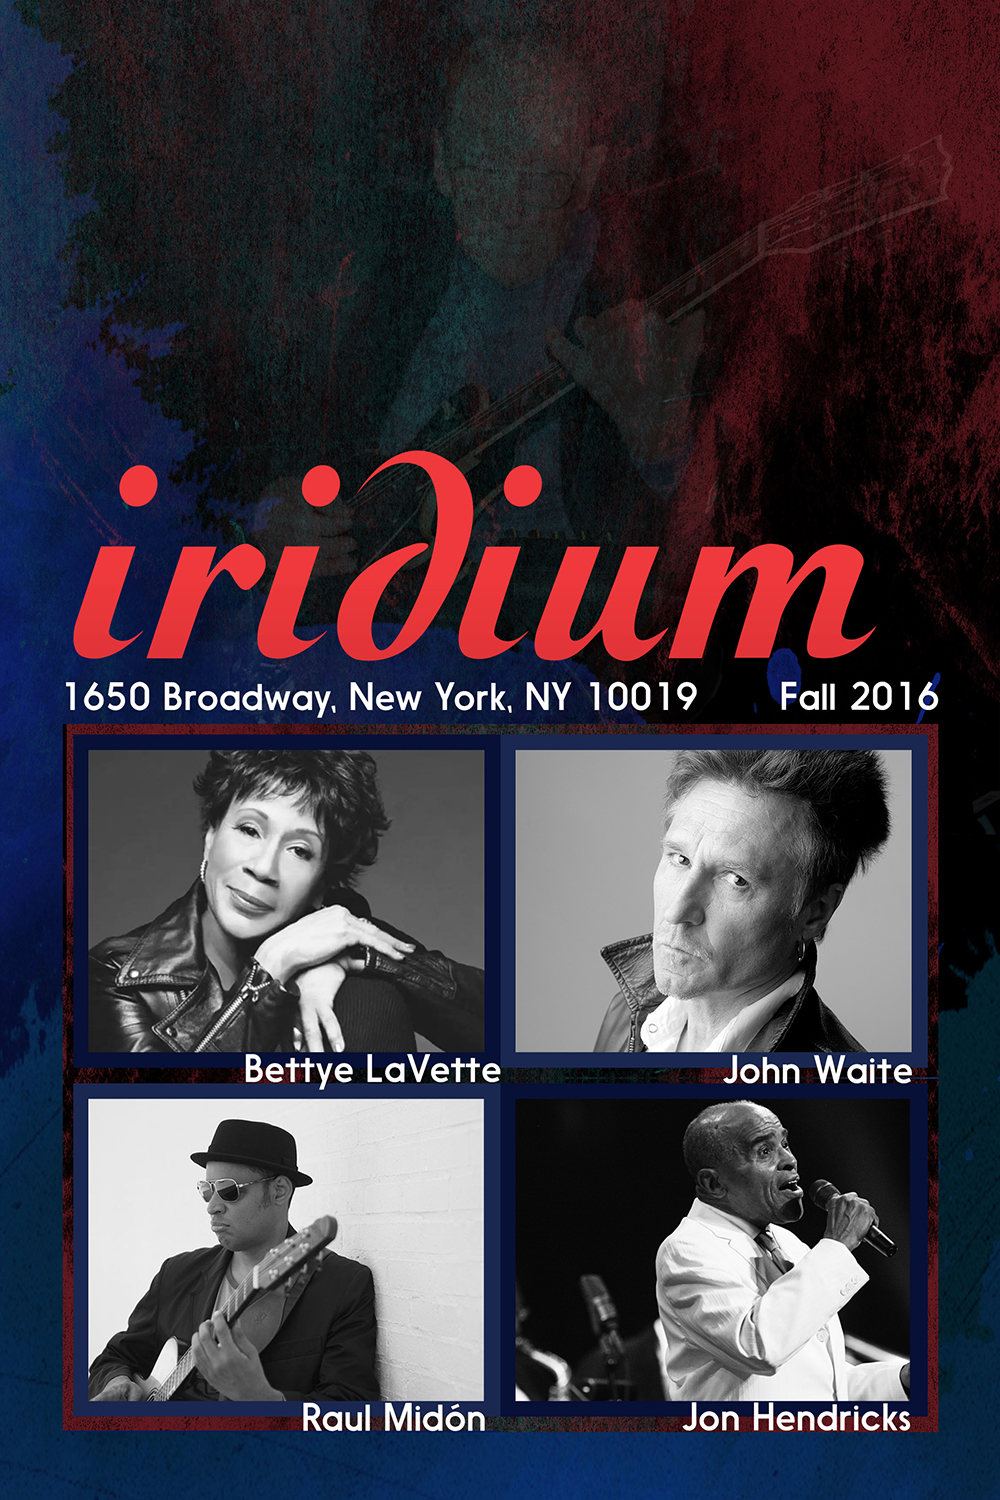 iridium
1650 Broadway, New York, NY 10019 Fall 2016
Bettye LaVette
John Waite
Raul Midón
Jon Hendricks